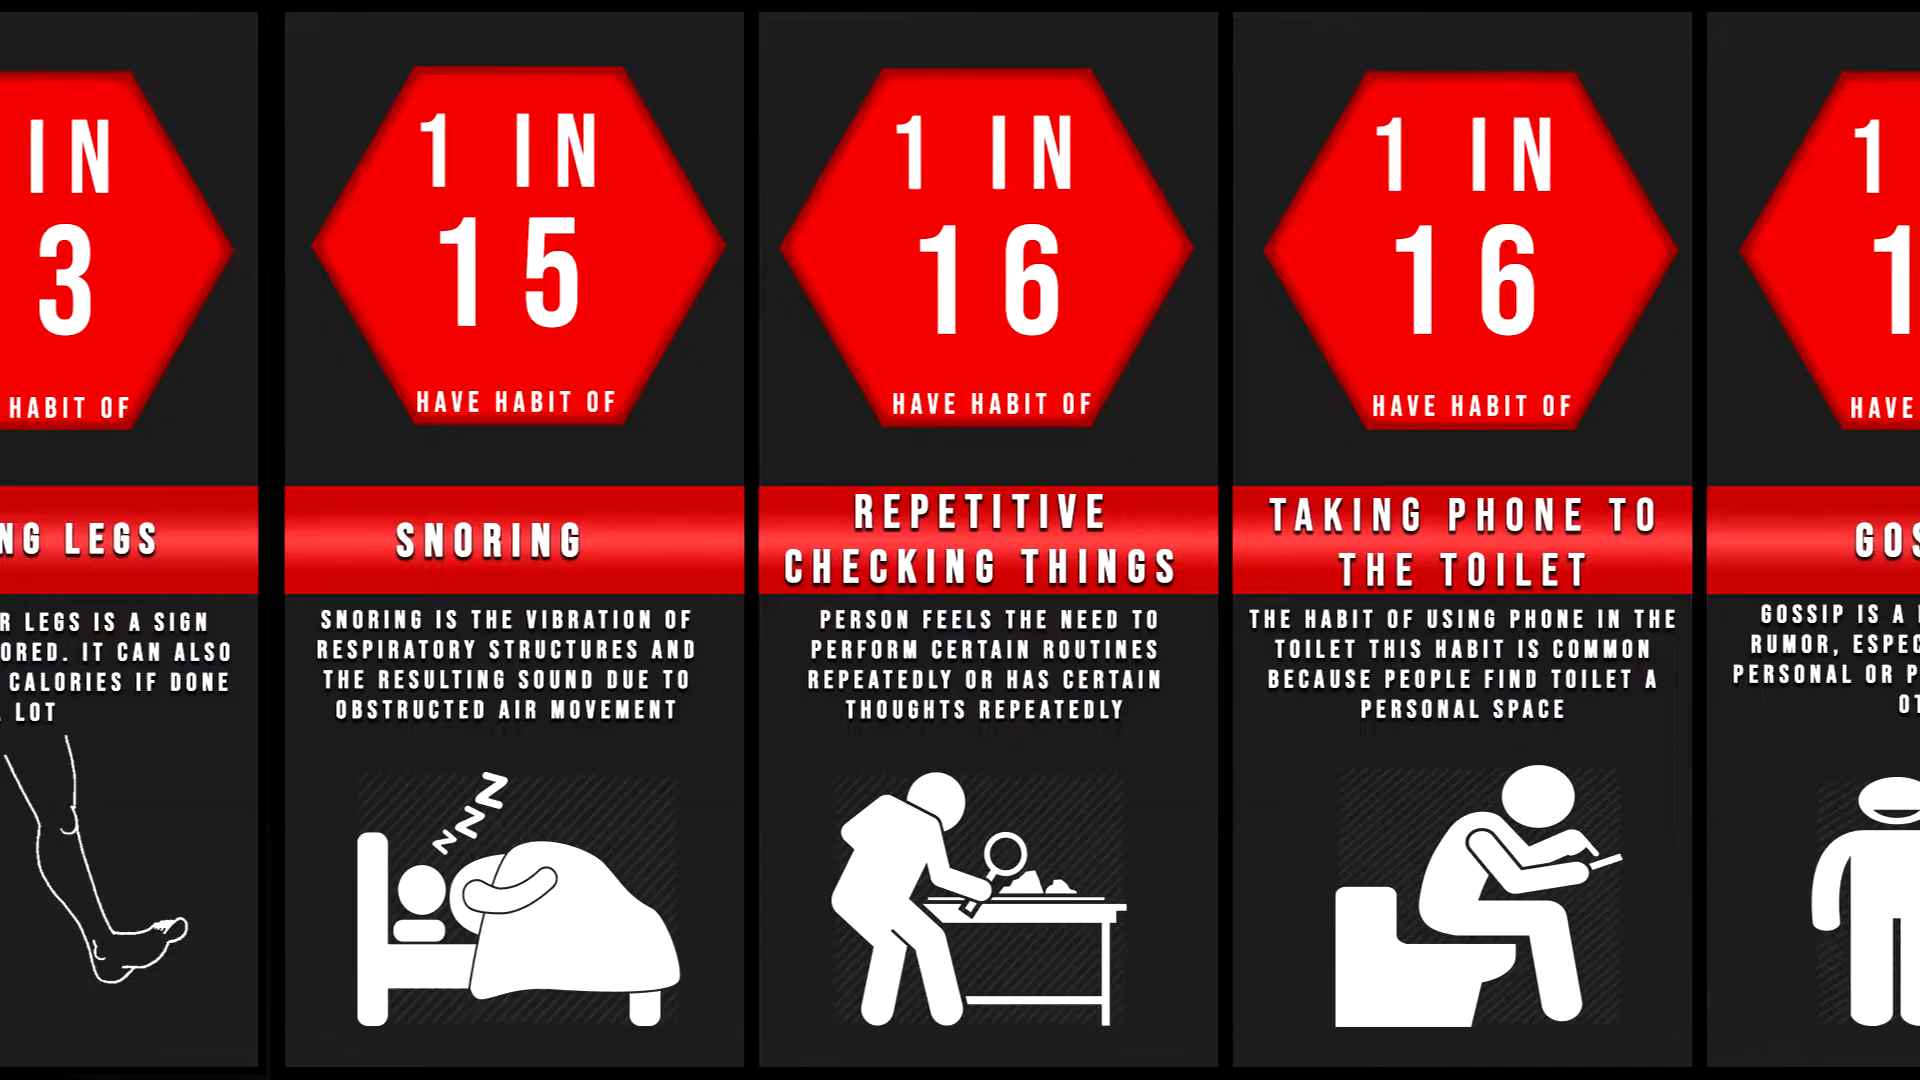 IN
3
HABIT OF
NG LEGS
R LEGS IS A SIGN
ORED. IT CAN ALSO
CALORIES IF DONE
LOT
1 IN
15
HAVE HABIT OF
SNORING
SNORING IS THE VIBRATION OF
RESPIRATORY STRUCTURES AND
THE RESULTING SOUND DUE TO
OBSTRUCTED AIR MOVEMENT
ZZZZ
1 IN
16
HAVE HABIT OF
REPETITIVE
CHECKING THINGS
PERSON FEELS THE NEED TO
PERFORM CERTAIN ROUTINES
REPEATEDLY OR HAS CERTAIN
THOUGHTS REPEATEDLY
1 IN
16
HAVE HABIT OF
TAKING PHONE TO
THE TOILET
THE HABIT OF USING PHONE IN THE
TOILET THIS HABIT IS COMMON
BECAUSE PEOPLE FIND TOILET A
PERSONAL SPACE
1
1
HAVE
GOS
GOSSIP IS A
RUMOR, ESPEC
PERSONAL OR P
OT